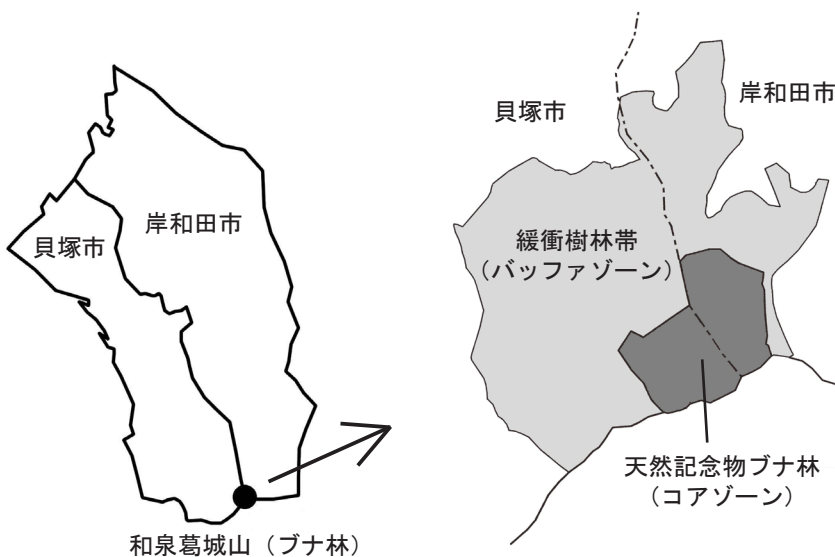 岸和田市
貝塚市
和泉葛城山（ブナ林）
貝塚市
岸和田市
緩衝樹林帯
（バッファゾーン）
天然記念物ブナ林
（コアゾーン）